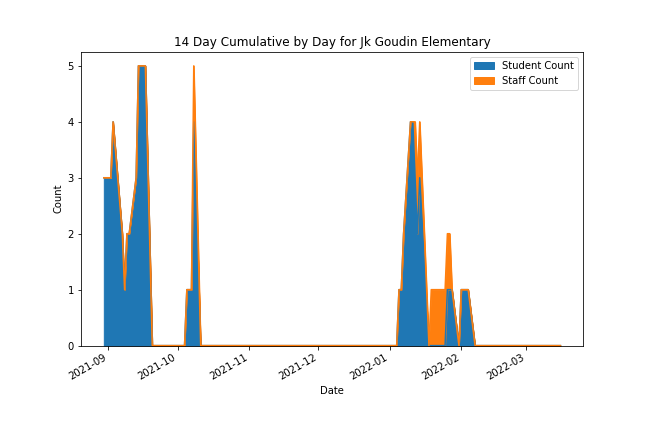 14 Day Cumulative by Day for Jk Goudin Elementary
Student Count
Staff Count
Count
5
4
3
2
1
0
2021-09
2021-10
2021-11
2021-12
2022-01
2022-02
2022-03
Date